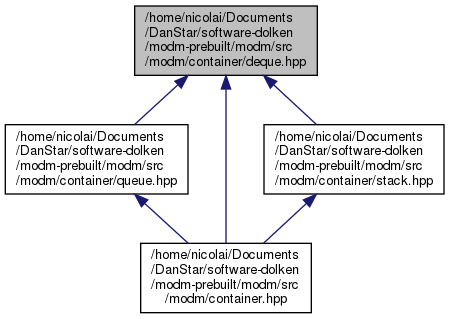 /home/nicolai/Documents
/DanStar/software-dolken
/modm-prebuilt/modm/src
/modm/container/deque.hpp
/home/nicolai/Documents
/DanStar/software-dolken
/modm-prebuilt/modm/src
/modm/container/queue.hpp
/home/nicolai/Documents
/DanStar/software-dolken
/modm-prebuilt/modm/src
/modm/container/stack.hpp
/home/nicolai/Documents
/DanStar/software-dolken
/modm-prebuilt/modm/src
/modm/container.hpp